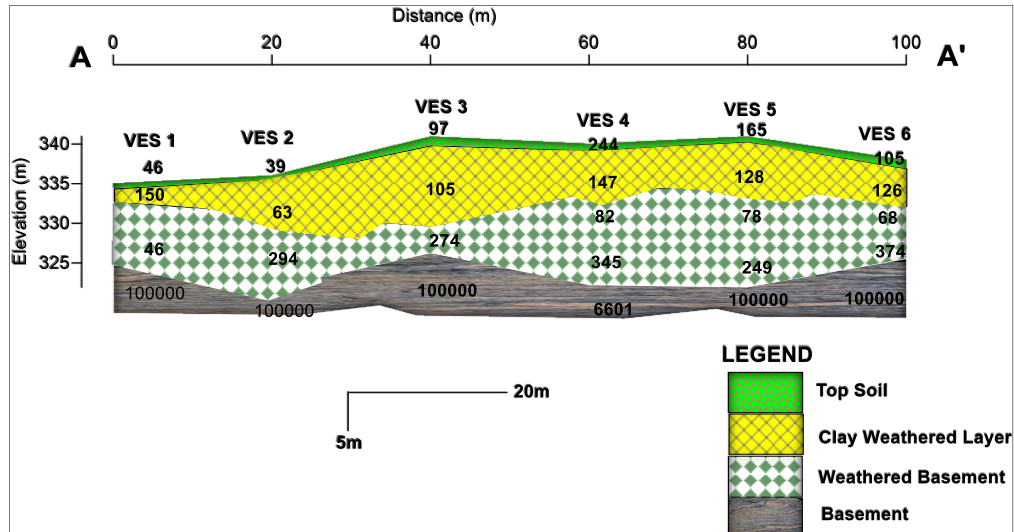 Distance (m)
0 20 40 60 80 100
A A'
VES 1 VES 2 VES 3 VES 4 VES 5 VES 6
46 39 97 244 165 105
Elevation (m)
340
335
330
325
150 63 105 147 128 126
82 78 68
46 294 274 345 249 374
100000 100000 100000 6601 100000 100000
20m
5m
LEGEND
Top Soil
Clay Weathered Layer
Weathered Basement
Basement